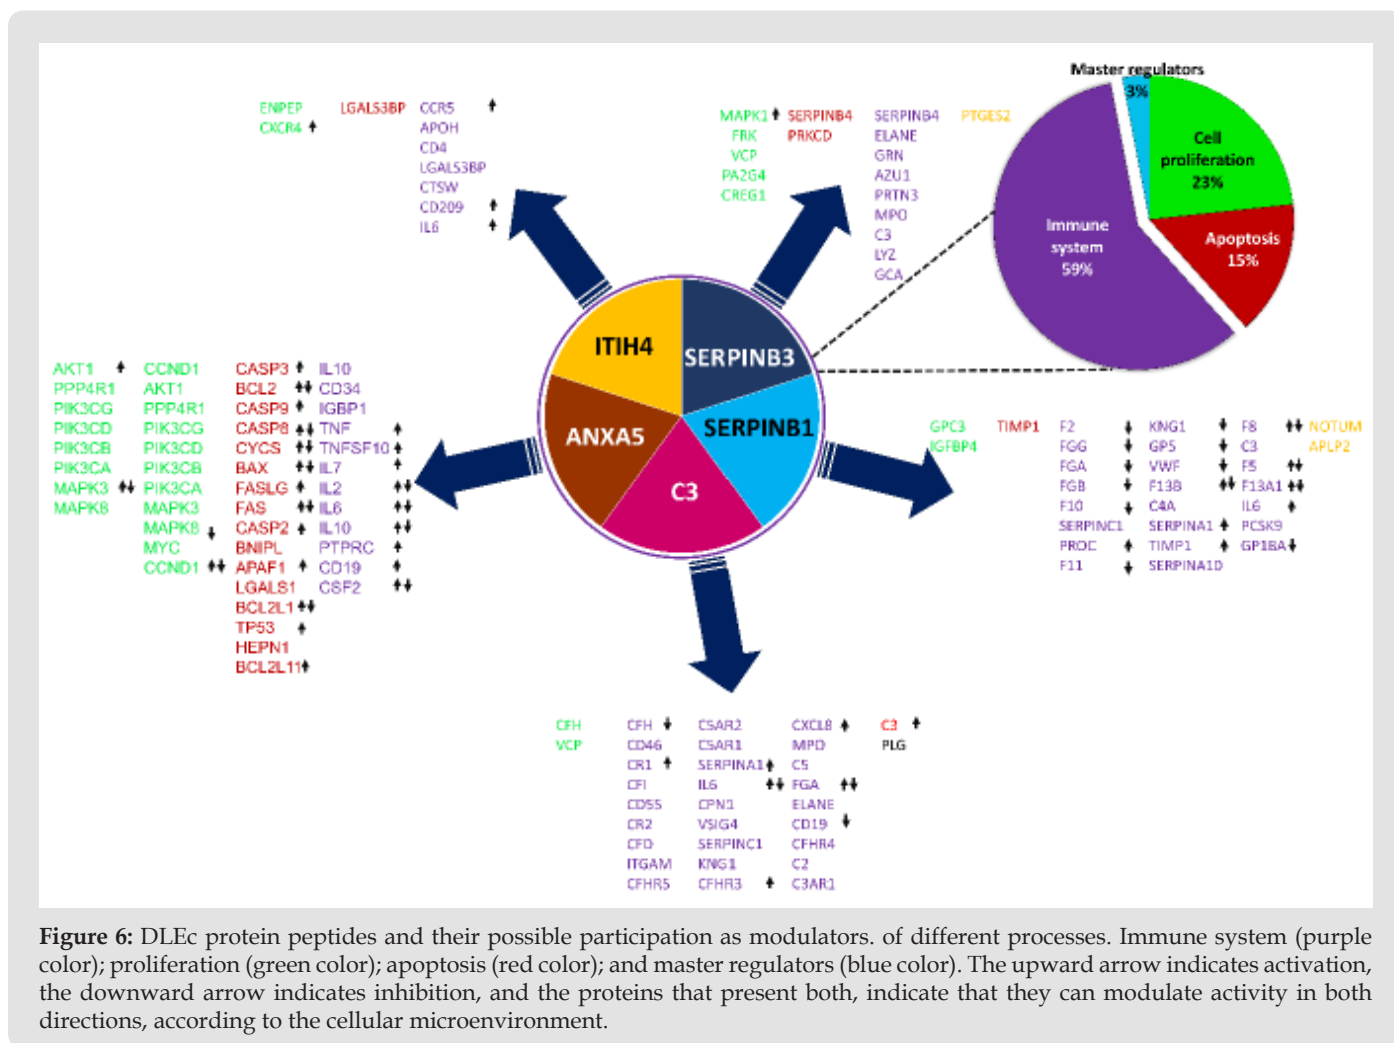 Master regulators
3%
Cell
proliferation
23%
Apoptosis
15%
Immune
system
59%
ENPEP LGALS3BP CCR5
CXCR4 APOH
CD4
LGALS3BP
CTSW
CD209
IL6
MAPK1 SERPINB4 SERPINB4 PTGES2
FRK PRKCD ELANE
VCP GRN
PA2G4 AZU1
CREG1 PRTN3
MPO
C3
LYZ
GCA
ITIH4
SERPINB3
ANXA5
SERPINB1
C3
AKT1 CCND1 CASP3 IL10
PPP4R1 AKT1 BCL2 CD34
PIK3CG PPP4R1 CASP9 IGBP1
PIK3CD PIK3CG CASP8 TNF
PIK3CB PIK3CD CYCS TNFSF10
PIK3CA PIK3CB BAX IL7
MAPK3 PIK3CA FASLG IL2
MAPK8 MAPK3 FAS IL6
MAPK8 CASP2 IL10
MYC BNIPL PTPRC
CCND1 APAF1 CD19
LGALS1 CSF2
BCL2L1
TP53
HEPN1
BCL2L11
GPC3 TIMP1 F2 KNG1 F8 NOTUM
IGFBP4 FGG GP5 C3 APLP2
FGA VWF F5
FGB F13B F13A1
F10 C4A IL6
SERPINC1 SERPINA1 PCSK9
PROC TIMP1 GP1BA
F11 SERPINA10
CFH CFH C5AR2 CXCL8 C3
VCP CD46 C5AR1 MPO PLG
CR1 SERPINA1 C5
CFI IL6 FGA
CD55 CPN1 ELANE
CR2 VSIG4 CD19
CFD SERPINC1 CFHR4
ITGAM KNG1 C2
CFHR5 CFHR3 C3AR1
Figure 6: DLEc protein peptides and their possible participation as modulators. of different processes. Immune system (purple
color); proliferation (green color); apoptosis (red color); and master regulators (blue color). The upward arrow indicates activation,
the downward arrow indicates inhibition, and the proteins that present both, indicate that they can modulate activity in both
directions, according to the cellular microenvironment.